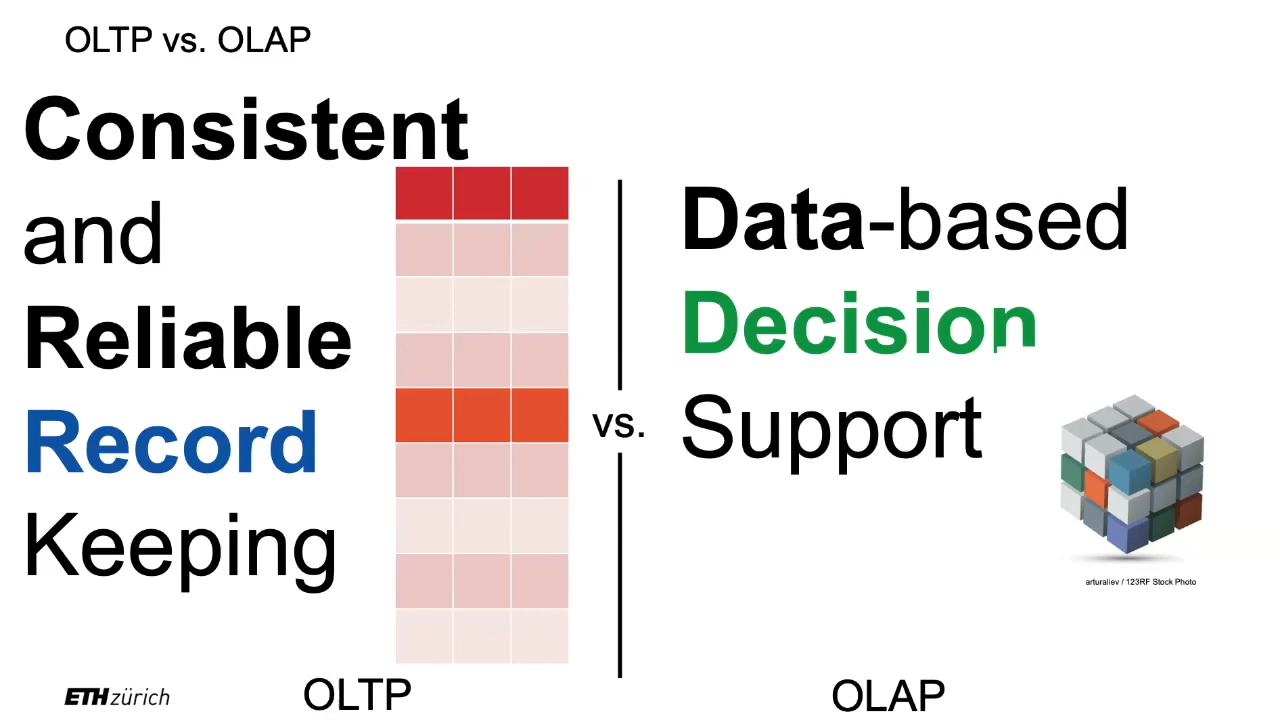 OLTP vs. OLAP
Consistent
and
Reliable
Record
Keeping
OLTP
vs.
Data-based
Decision
Support
arturaliev / 123RF Stock Photo
OLAP
ETH zürich